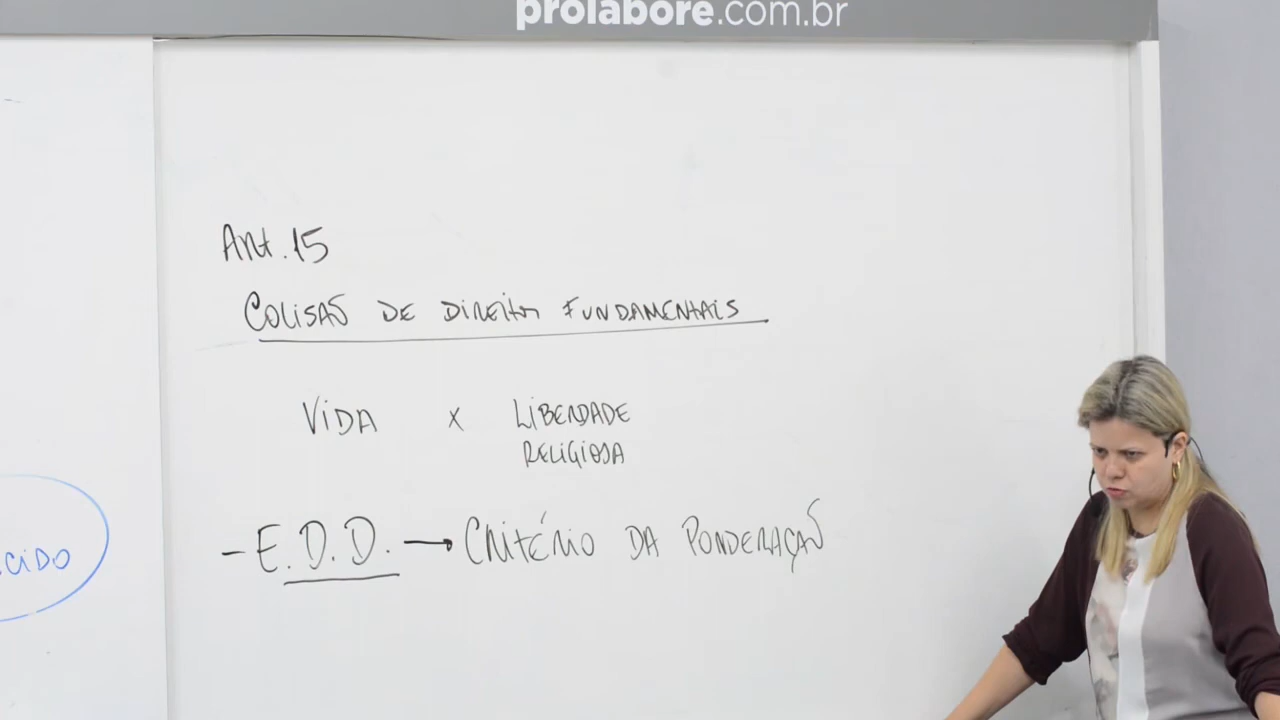 prolabore.com.br
Art. 15
COLISÃO DE DIREITOS FUNDAMENTAIS
VIDA x LIBERDADE
RELIGIOSA
- E.D.D. → CRITÉRIO DA PONDERAÇÃO
CIDO